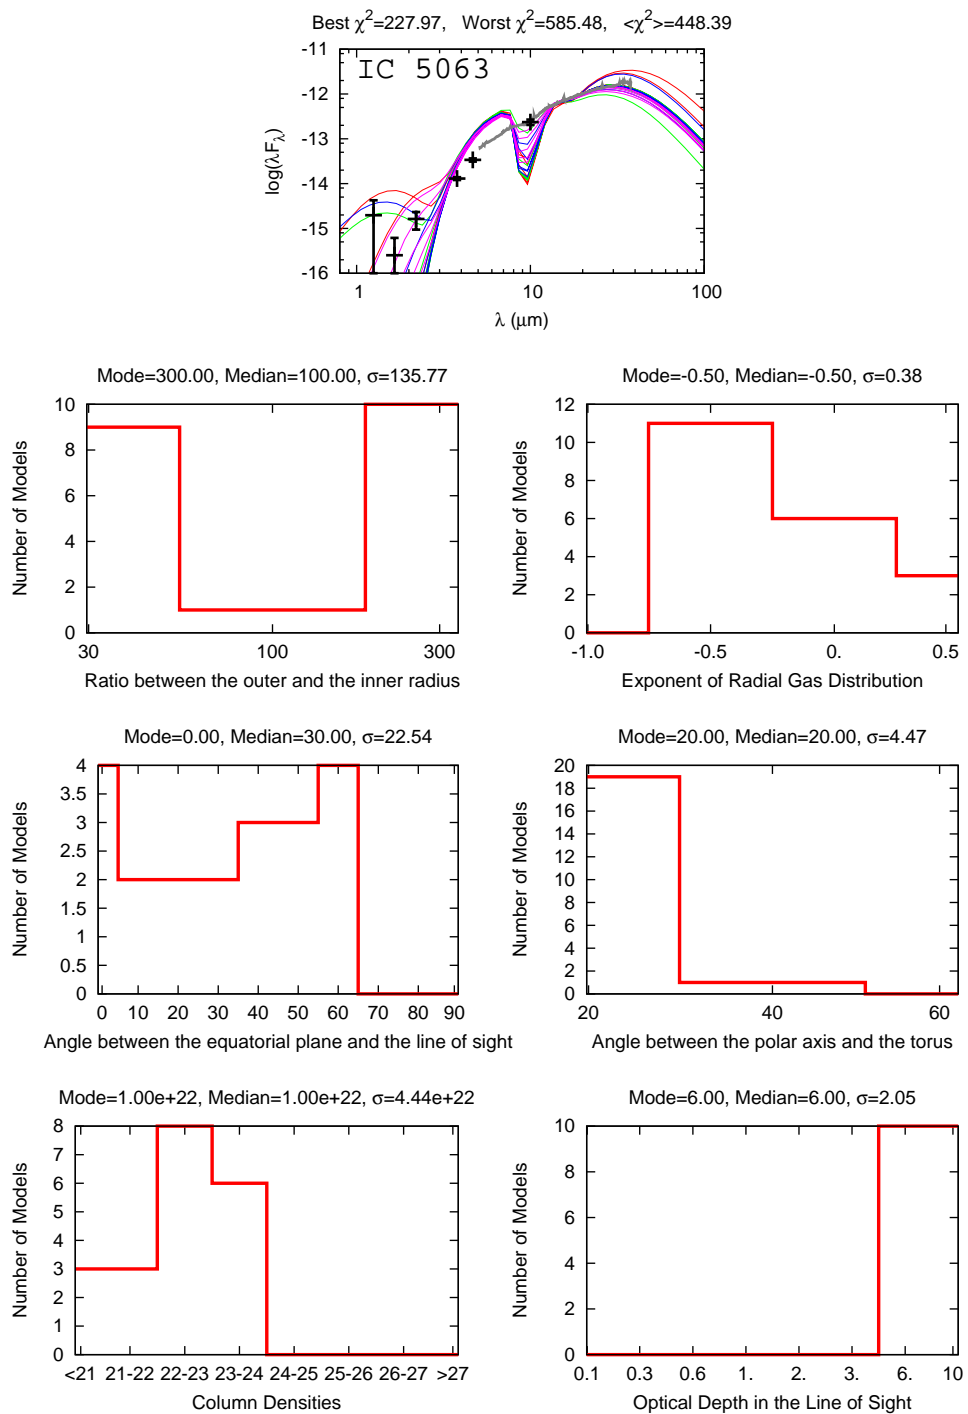 Best χ²=227.97, Worst χ²=585.48, <χ²>=448.39
IC 5063
log(λFλ)
-11
-12
-13
-14
-15
-16
1 10 100
λ (μm)
Mode=300.00, Median=100.00, σ=135.77
Number of Models
10
8
6
4
2
0
30 100 300
Ratio between the outer and the inner radius
Mode=-0.50, Median=-0.50, σ=0.38
Number of Models
12
10
8
6
4
2
0
-1.0 -0.5 0. 0.5
Exponent of Radial Gas Distribution
Mode=0.00, Median=30.00, σ=22.54
Number of Models
4
3.5
3
2.5
2
1.5
1
0.5
0
0 10 20 30 40 50 60 70 80 90
Angle between the equatorial plane and the line of sight
Mode=20.00, Median=20.00, σ=4.47
Number of Models
20
18
16
14
12
10
8
6
4
2
0
20 40 60
Angle between the polar axis and the torus
Mode=1.00e+22, Median=1.00e+22, σ=4.44e+22
Number of Models
8
7
6
5
4
3
2
1
0
<21 21-22 22-23 23-24 24-25 25-26 26-27 >27
Column Densities
Mode=6.00, Median=6.00, σ=2.05
Number of Models
10
8
6
4
2
0
0.1 0.3 0.6 1. 2. 3. 6. 10
Optical Depth in the Line of Sight